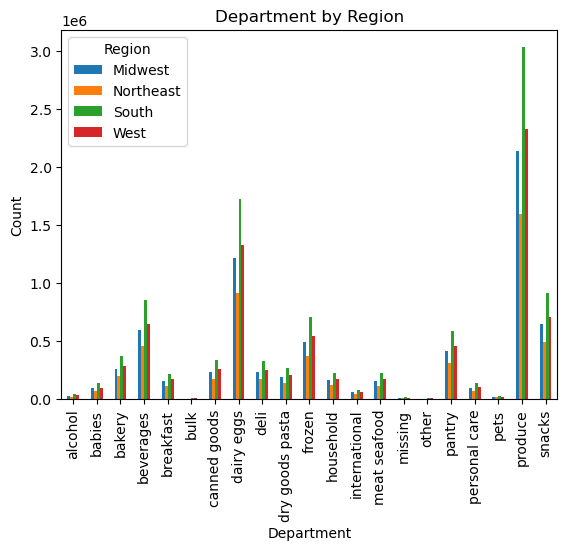 Department by Region
1e6
Region
Midwest
Northeast
South
West
3.0
2.5
2.0
1.5
1.0
0.5
0.0
Count
alcohol
babies
bakery
beverages
breakfast
bulk
canned goods
dairy eggs
deli
dry goods pasta
frozen
household
international
meat seafood
missing
other
pantry
personal care
pets
produce
snacks
Department